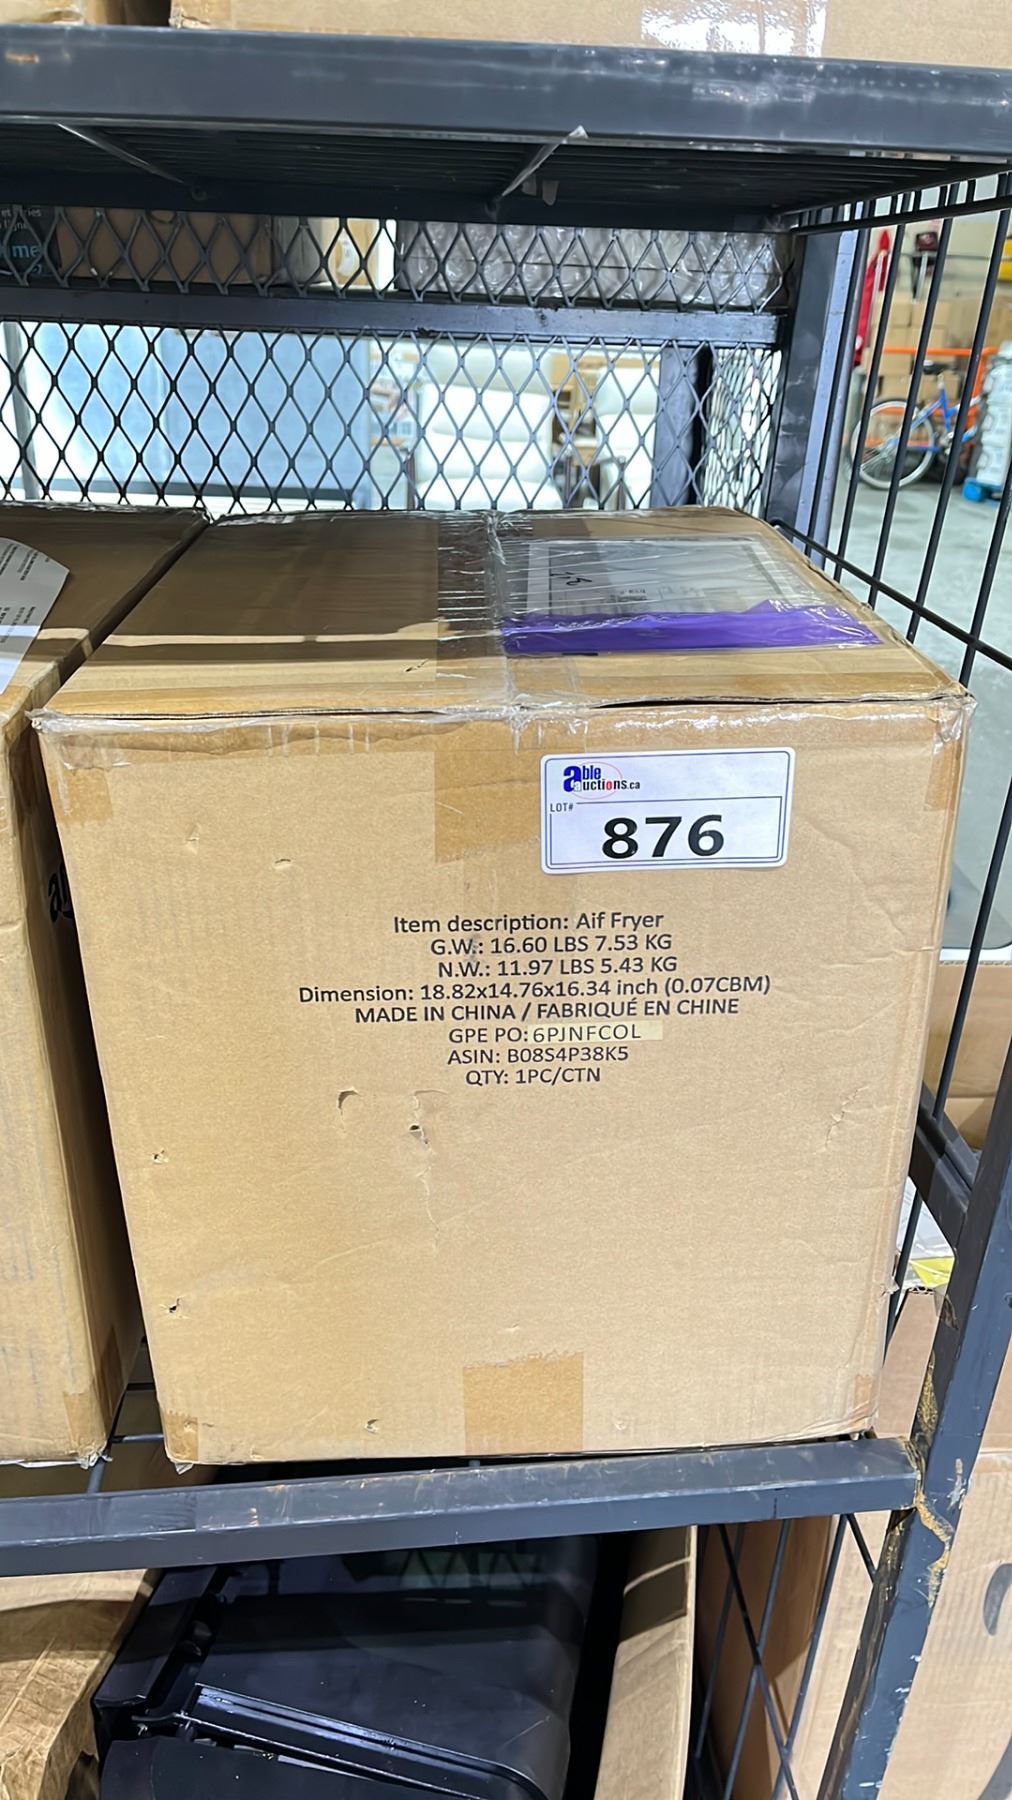 me
able
auctions.ca
LOT#
876
Item description: Aif Fryer
G.W.: 16.60 LBS 7.53 KG
N.W.: 11.97 LBS 5.43 KG
Dimension: 18.82x14.76x16.34 inch (0.07CBM)
MADE IN CHINA / FABRIQUÉ EN CHINE
GPE PO: 6PJNFCOL
ASIN: B08S4P38K5
QTY: 1PC/CTN